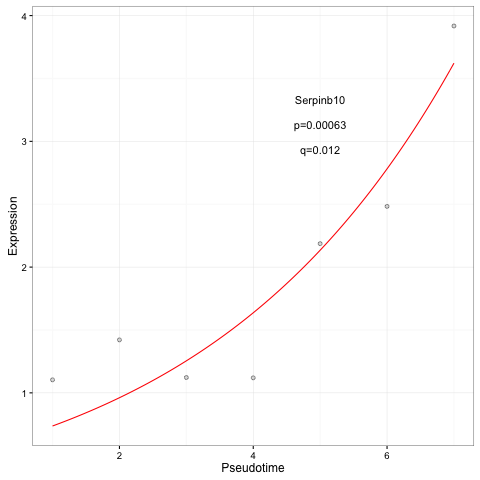 4
Serpinb10
p=0.00063
3
q=0.012
Expression
2
1
2
4
6
Pseudotime